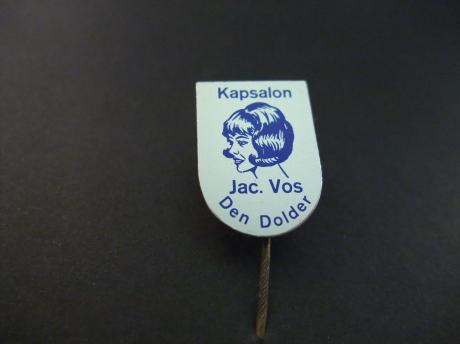 Kapsalon
Jac. Vos
Den Dolder